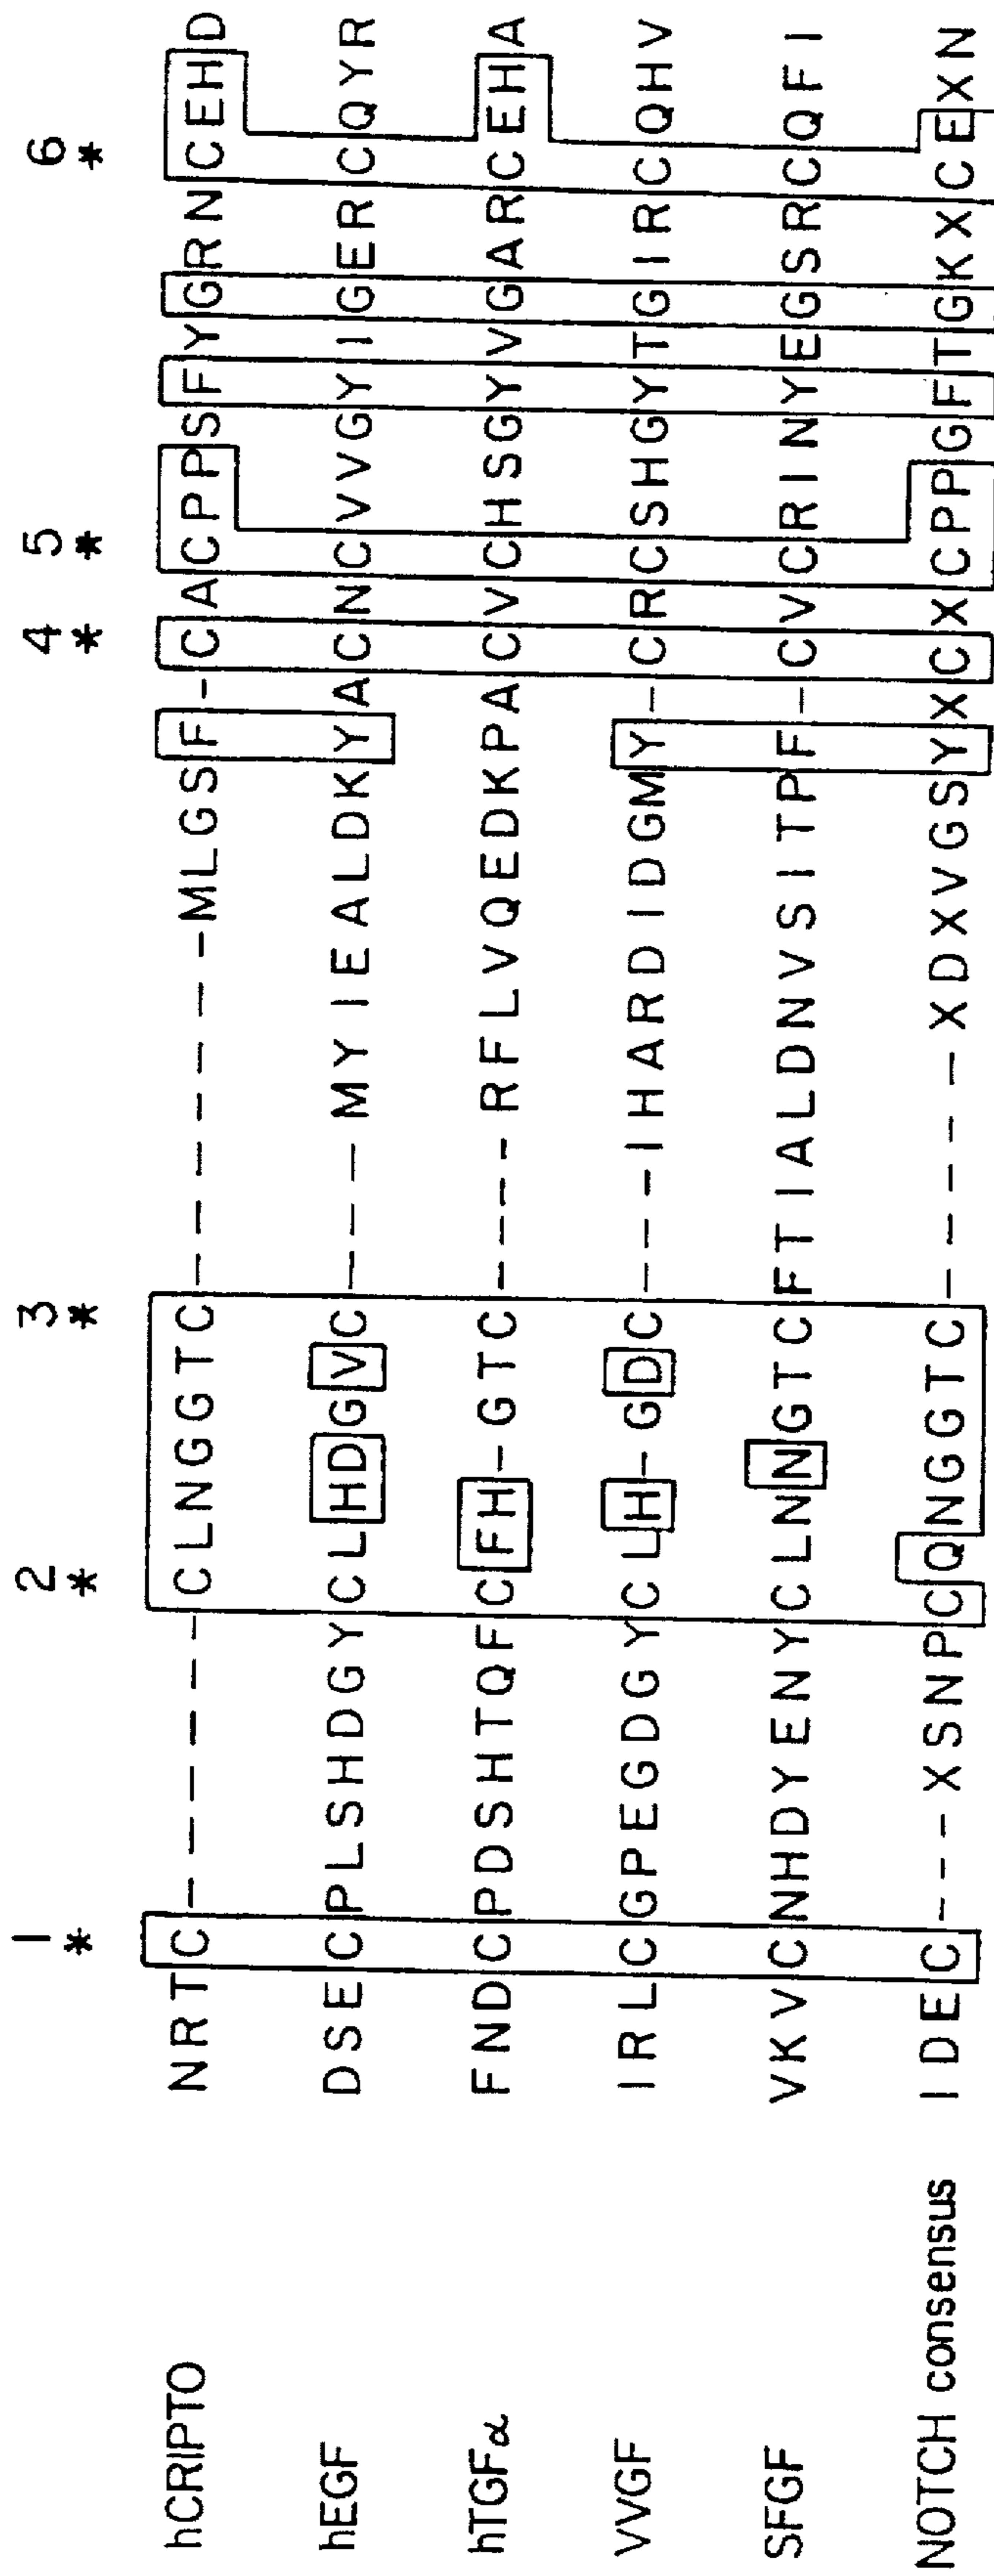 1 2 3 4 5 6
* * * * * *
hCRIPTO NRTC------CLNGGTC-------MLGSF-CACPPSFYGRNCEHD
hEGF DSECPLSHDGYCLHDGVC---MYIEALDKYACNCVVGYIGERCQYR
hTGFα FNDCPDSHTQFCFH-GTC----RFLVQEDKPACVCHSGYVGARCEHA
VVGF IRLCGPEGDGYCLH-GDC---IHARDIDGMY-CRCSHGYTGIRCQHV
SFGF VKVCNHDYENYCLNNGTCFTIALDNVSITPF-CVCRINYEGSRCQFI
NOTCH consensus IDEC---XSNPCQNGGTC-----XDXVGSYXCXCPPGFTGKXCEXN